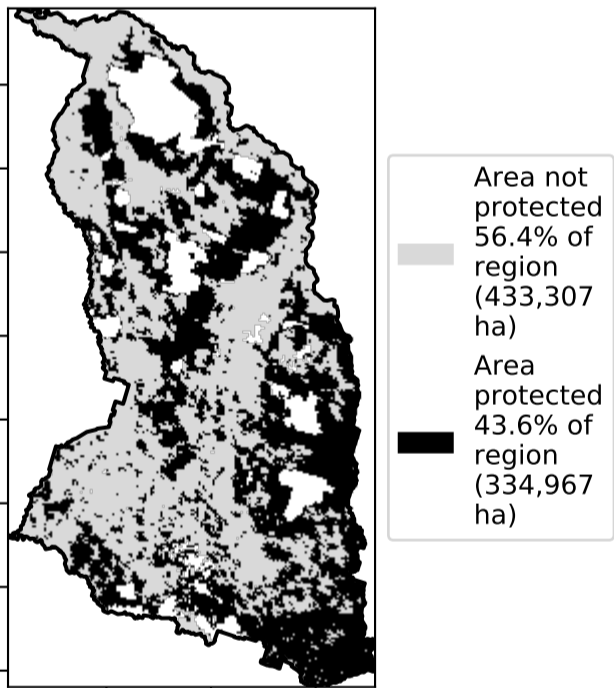 Area not
protected
56.4% of
region
(433,307
ha)
Area
protected
43.6% of
region
(334,967
ha)